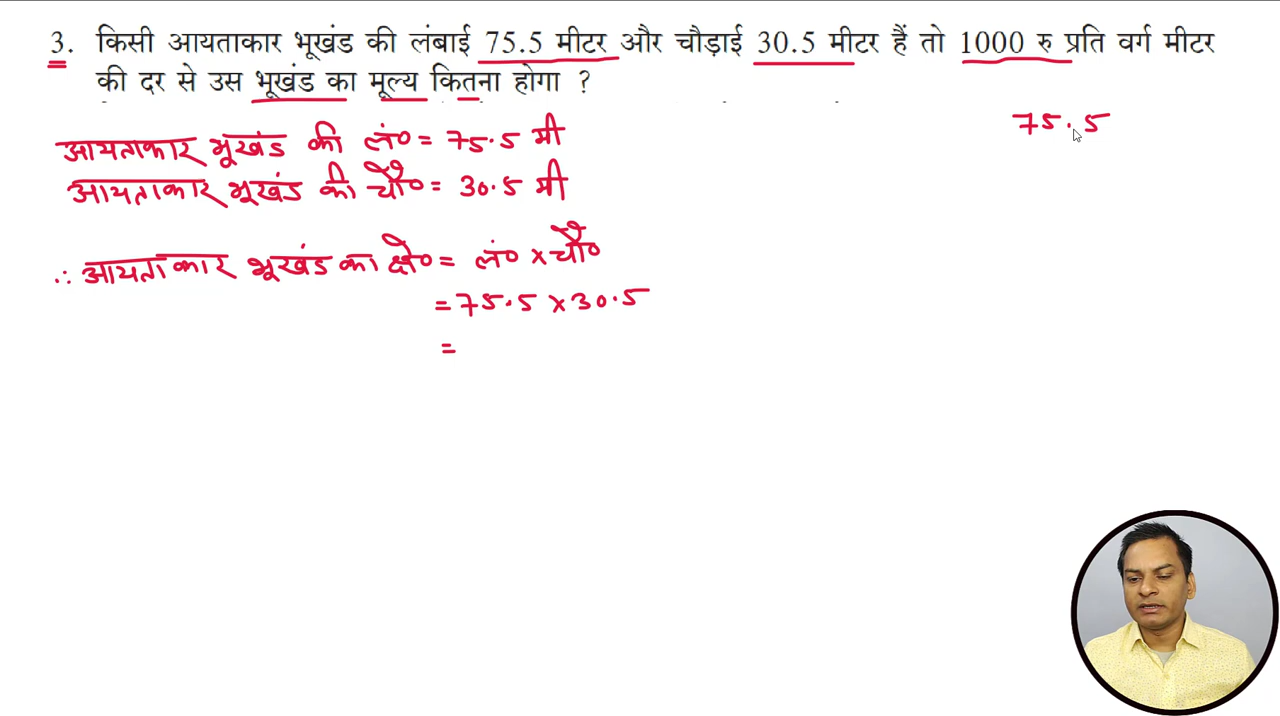 3. किसी आयताकार भूखंड की लंबाई 75.5 मीटर और चौड़ाई 30.5 मीटर हैं तो 1000 रु प्रति वर्ग मीटर
की दर से उस भूखंड का मूल्य कितना होगा ?
75.5
आयताकार भूखंड की लं० = 75.5 मी
आयताकार भूखंड की चौ० = 30.5 मी
∴ आयताकार भूखंड का क्षे० = लं० × चौ०
= 75.5 × 30.5
=